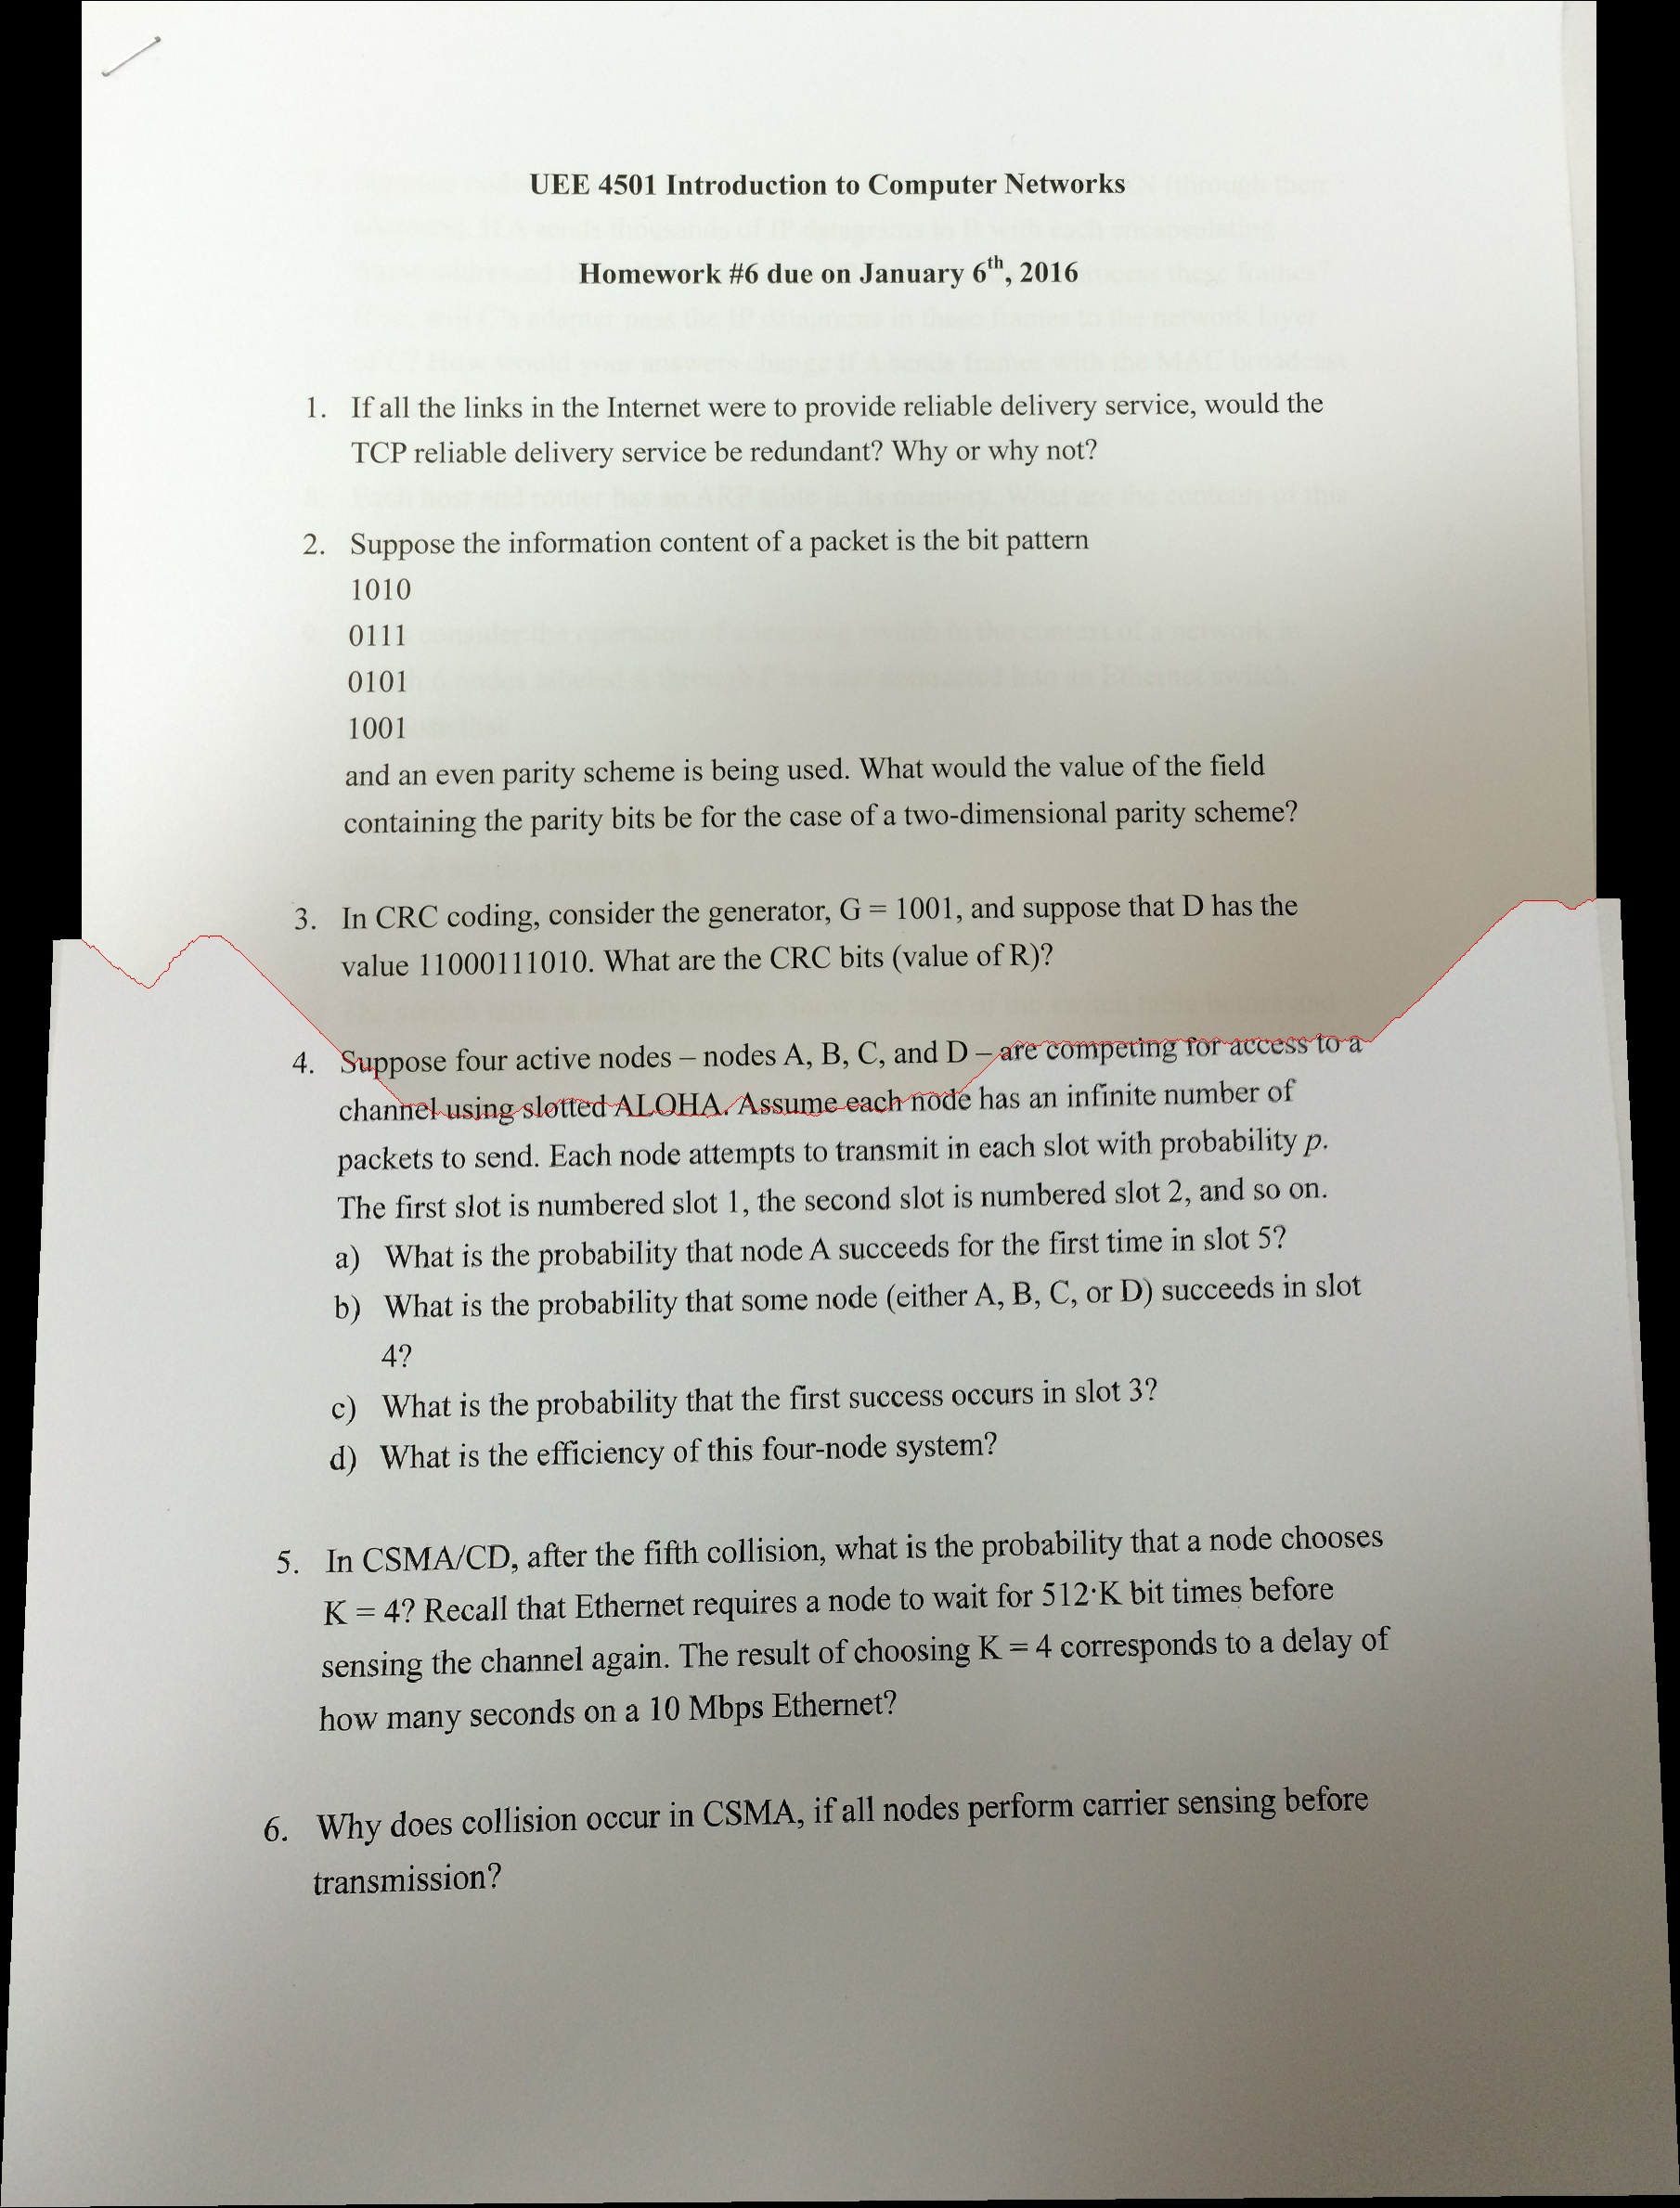 UEE 4501 Introduction to Computer Networks
Homework #6 due on January 6th, 2016
1. If all the links in the Internet were to provide reliable delivery service, would the
TCP reliable delivery service be redundant? Why or why not?
2. Suppose the information content of a packet is the bit pattern
1010
0111
0101
1001
and an even parity scheme is being used. What would the value of the field
containing the parity bits be for the case of a two-dimensional parity scheme?
3. In CRC coding, consider the generator, G = 1001, and suppose that D has the
value 11000111010. What are the CRC bits (value of R)?
4. Suppose four active nodes – nodes A, B, C, and D – are competing for access to a
channel using slotted ALOHA. Assume each node has an infinite number of
packets to send. Each node attempts to transmit in each slot with probability p.
The first slot is numbered slot 1, the second slot is numbered slot 2, and so on.
a) What is the probability that node A succeeds for the first time in slot 5?
b) What is the probability that some node (either A, B, C, or D) succeeds in slot
4?
c) What is the probability that the first success occurs in slot 3?
d) What is the efficiency of this four-node system?
5. In CSMA/CD, after the fifth collision, what is the probability that a node chooses
K = 4? Recall that Ethernet requires a node to wait for 512·K bit times before
sensing the channel again. The result of choosing K = 4 corresponds to a delay of
how many seconds on a 10 Mbps Ethernet?
6. Why does collision occur in CSMA, if all nodes perform carrier sensing before
transmission?